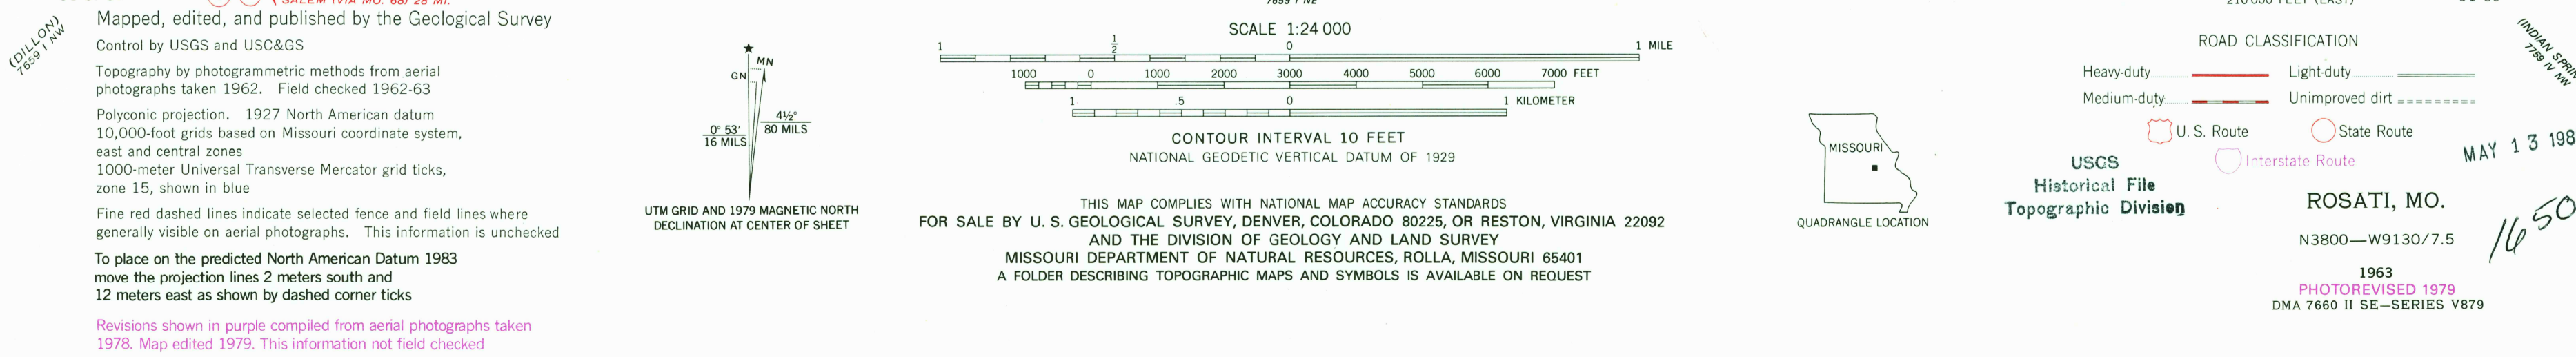 SALEM (VIA MO. 68) 28 MI.
(DILLON)
7659 I NW
Mapped, edited, and published by the Geological Survey
Control by USGS and USC&GS
Topography by photogrammetric methods from aerial
photographs taken 1962. Field checked 1962-63
Polyconic projection. 1927 North American datum
10,000-foot grids based on Missouri coordinate system,
east and central zones
1000-meter Universal Transverse Mercator grid ticks,
zone 15, shown in blue
Fine red dashed lines indicate selected fence and field lines where
generally visible on aerial photographs. This information is unchecked
To place on the predicted North American Datum 1983
move the projection lines 2 meters south and
12 meters east as shown by dashed corner ticks
Revisions shown in purple compiled from aerial photographs taken
1978. Map edited 1979. This information not field checked
★
MN
GN
4½°
80 MILS
0° 53′
16 MILS
UTM GRID AND 1979 MAGNETIC NORTH
DECLINATION AT CENTER OF SHEET
7659 I NE
SCALE 1:24 000
1 ½ 0 1 MILE
1000 0 1000 2000 3000 4000 5000 6000 7000 FEET
1 .5 0 1 KILOMETER
CONTOUR INTERVAL 10 FEET
NATIONAL GEODETIC VERTICAL DATUM OF 1929
THIS MAP COMPLIES WITH NATIONAL MAP ACCURACY STANDARDS
FOR SALE BY U. S. GEOLOGICAL SURVEY, DENVER, COLORADO 80225, OR RESTON, VIRGINIA 22092
AND THE DIVISION OF GEOLOGY AND LAND SURVEY
MISSOURI DEPARTMENT OF NATURAL RESOURCES, ROLLA, MISSOURI 65401
A FOLDER DESCRIBING TOPOGRAPHIC MAPS AND SYMBOLS IS AVAILABLE ON REQUEST
MISSOURI
QUADRANGLE LOCATION
210 000 FEET (EAST)
ROAD CLASSIFICATION
Heavy-duty Light-duty
Medium-duty Unimproved dirt
U. S. Route State Route
Interstate Route
USGS
Historical File
Topographic Division
(INDIAN SPRIN
7759 IV NW
MAY 13 198
ROSATI, MO.
N3800—W9130/7.5
1650
1963
PHOTOREVISED 1979
DMA 7660 II SE—SERIES V879